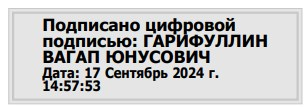 Подписано цифровой
подписью: ГАРИФУЛЛИН
ВАГАП ЮНУСОВИЧ
Дата: 17 Сентябрь 2024 г.
14:57:53